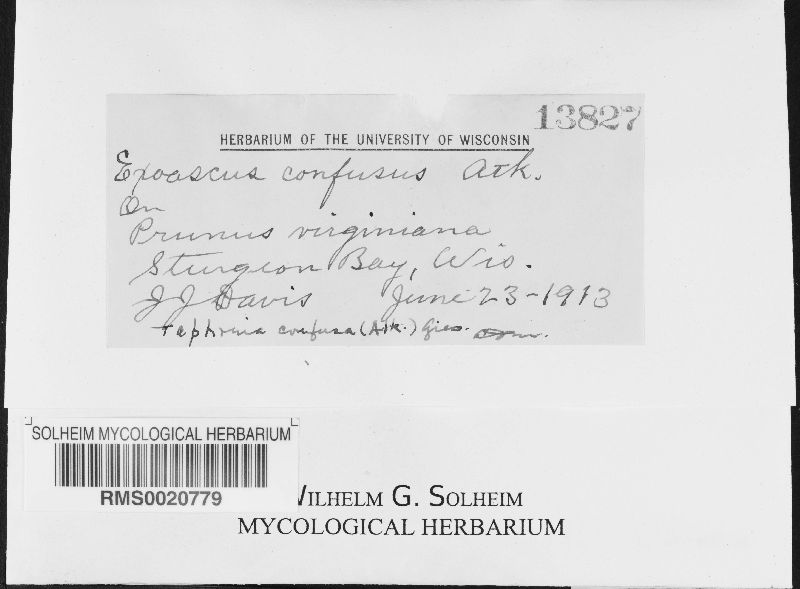 13827
HERBARIUM OF THE UNIVERSITY OF WISCONSIN
Exoascus confusus Atk.
On
Prunus virginiana
Sturgeon Bay, Wis.
J J Davis June 23-1913
Taphrina confusa (Atk.) Gies.
SOLHEIM MYCOLOGICAL HERBARIUM
RMS0020779
WILHELM G. SOLHEIM
MYCOLOGICAL HERBARIUM